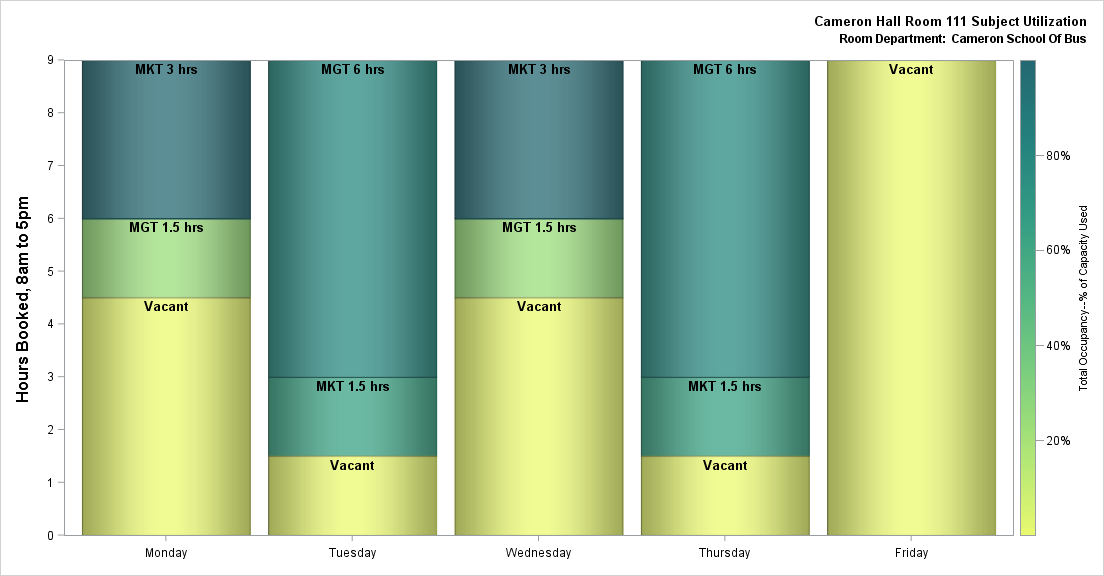 Cameron Hall Room 111 Subject Utilization
Room Department: Cameron School Of Bus
Hours Booked, 8am to 5pm
9
8
7
6
5
4
3
2
1
0
MKT 3 hrs
MGT 1.5 hrs
Vacant
MGT 6 hrs
MKT 1.5 hrs
Vacant
MKT 3 hrs
MGT 1.5 hrs
Vacant
MGT 6 hrs
MKT 1.5 hrs
Vacant
Vacant
Monday
Tuesday
Wednesday
Thursday
Friday
80%
60%
40%
20%
Total Occupancy--% of Capacity Used